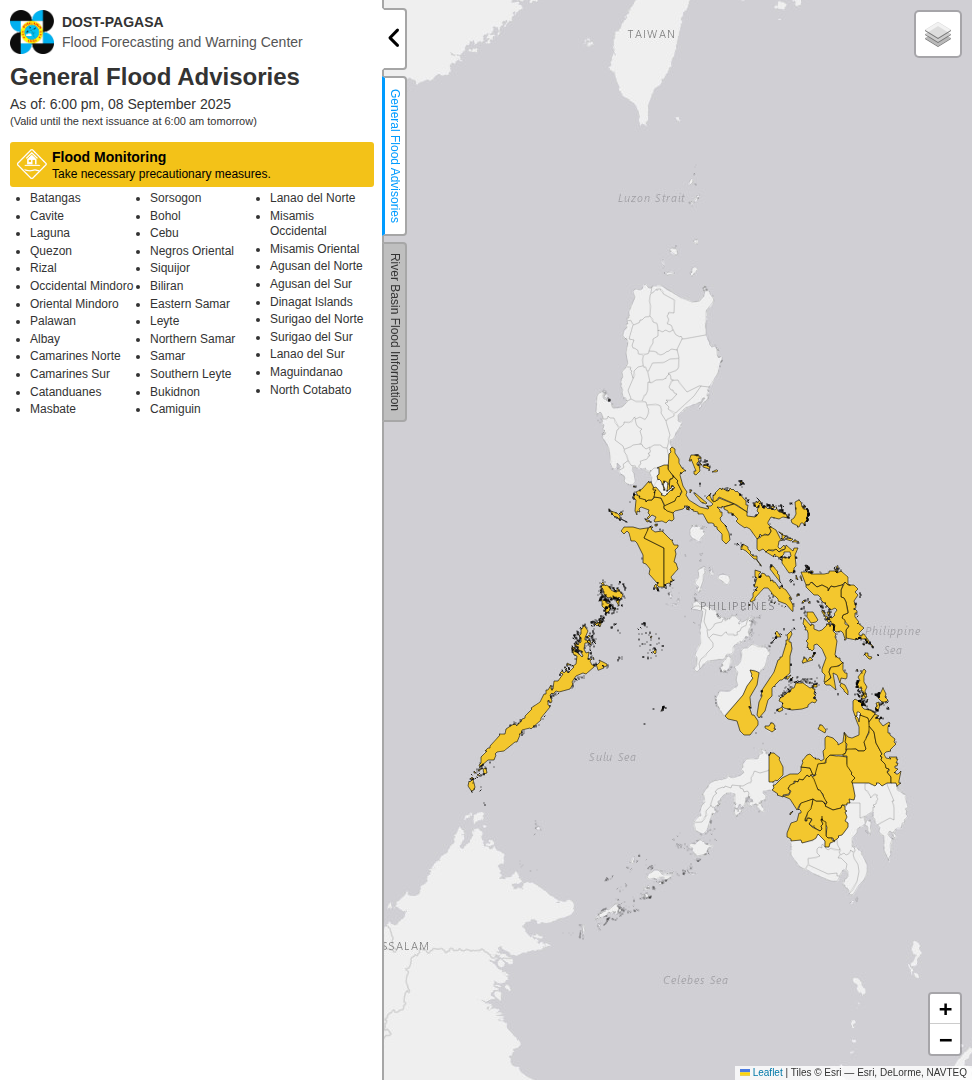 DOST-PAGASA
Flood Forecasting and Warning Center
General Flood Advisories
As of: 6:00 pm, 08 September 2025
(Valid until the next issuance at 6:00 am tomorrow)
Flood Monitoring
Take necessary precautionary measures.
Batangas
Cavite
Laguna
Quezon
Rizal
Occidental Mindoro
Oriental Mindoro
Palawan
Albay
Camarines Norte
Camarines Sur
Catanduanes
Masbate
Sorsogon
Bohol
Cebu
Negros Oriental
Siquijor
Biliran
Eastern Samar
Leyte
Northern Samar
Samar
Southern Leyte
Bukidnon
Camiguin
Lanao del Norte
Misamis
Occidental
Misamis Oriental
Agusan del Norte
Agusan del Sur
Dinagat Islands
Surigao del Norte
Surigao del Sur
Lanao del Sur
Maguindanao
North Cotabato
General Flood Advisories
River Basin Flood Information
TAIWAN
Luzon Strait
PHILIPPINES
Philippine
Sea
Sulu Sea
SSALAM
Celebes Sea
+
−
Leaflet | Tiles © Esri — Esri, DeLorme, NAVTEQ